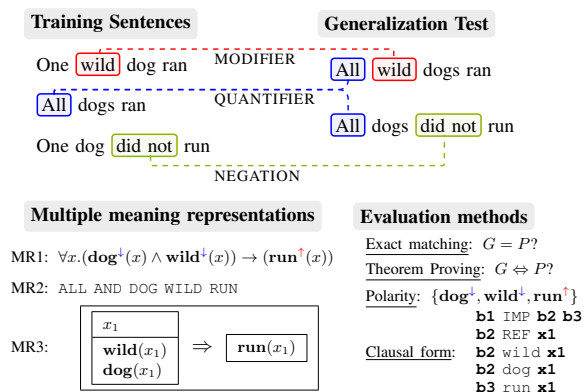 Training Sentences
Generalization Test
One wild dog ran
MODIFIER
All wild dogs ran
All dogs ran
QUANTIFIER
All dogs did not run
One dog did not run
NEGATION
Multiple meaning representations
MR1: ∀x.(dog↓(x) ∧ wild↓(x)) → (run↑(x))
MR2: ALL AND DOG WILD RUN
MR3:
x₁
wild(x₁)
dog(x₁)
⇒
run(x₁)
Evaluation methods
Exact matching: G = P?
Theorem Proving: G ⇔ P?
Polarity: {dog↓, wild↓, run↑}
Clausal form:
b1 IMP b2 b3
b2 REF x1
b2 wild x1
b2 dog x1
b3 run x1